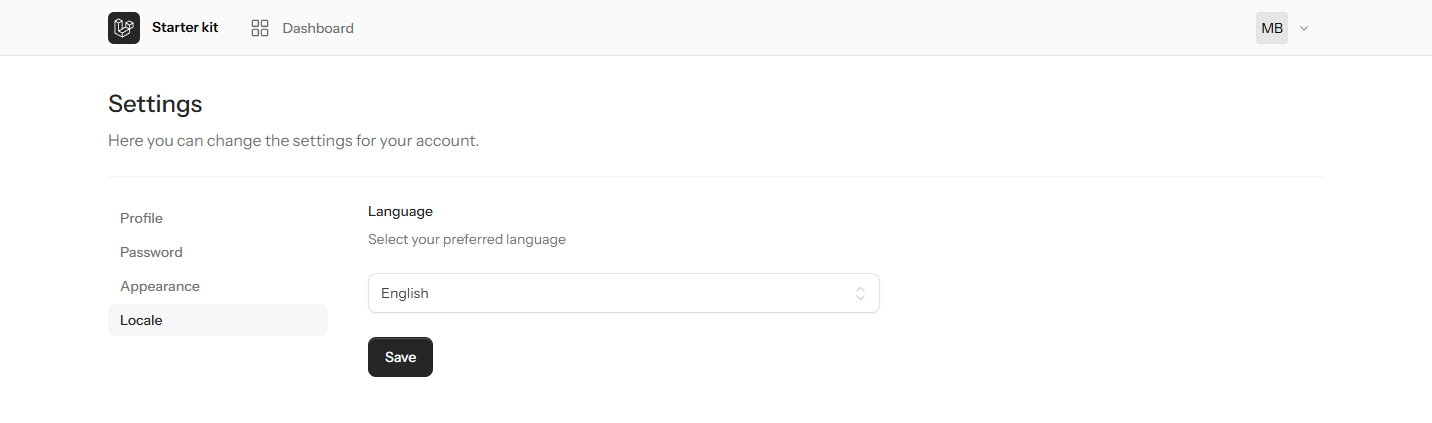 Starter kit
Dashboard
MB
Settings
Here you can change the settings for your account.
Profile
Password
Appearance
Locale
Language
Select your preferred language
English
Save